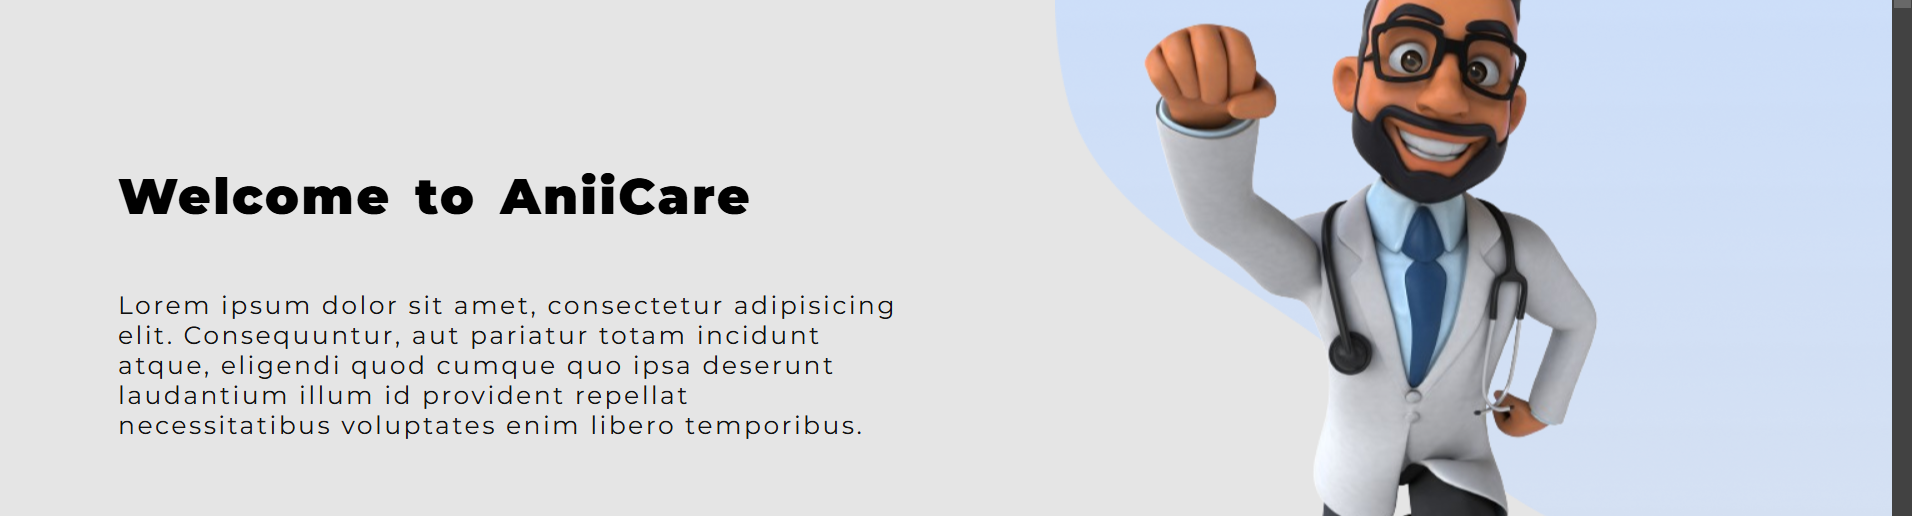 Welcome to AniiCare
Lorem ipsum dolor sit amet, consectetur adipisicing
elit. Consequuntur, aut pariatur totam incidunt
atque, eligendi quod cumque quo ipsa deserunt
laudantium illum id provident repellat
necessitatibus voluptates enim libero temporibus.